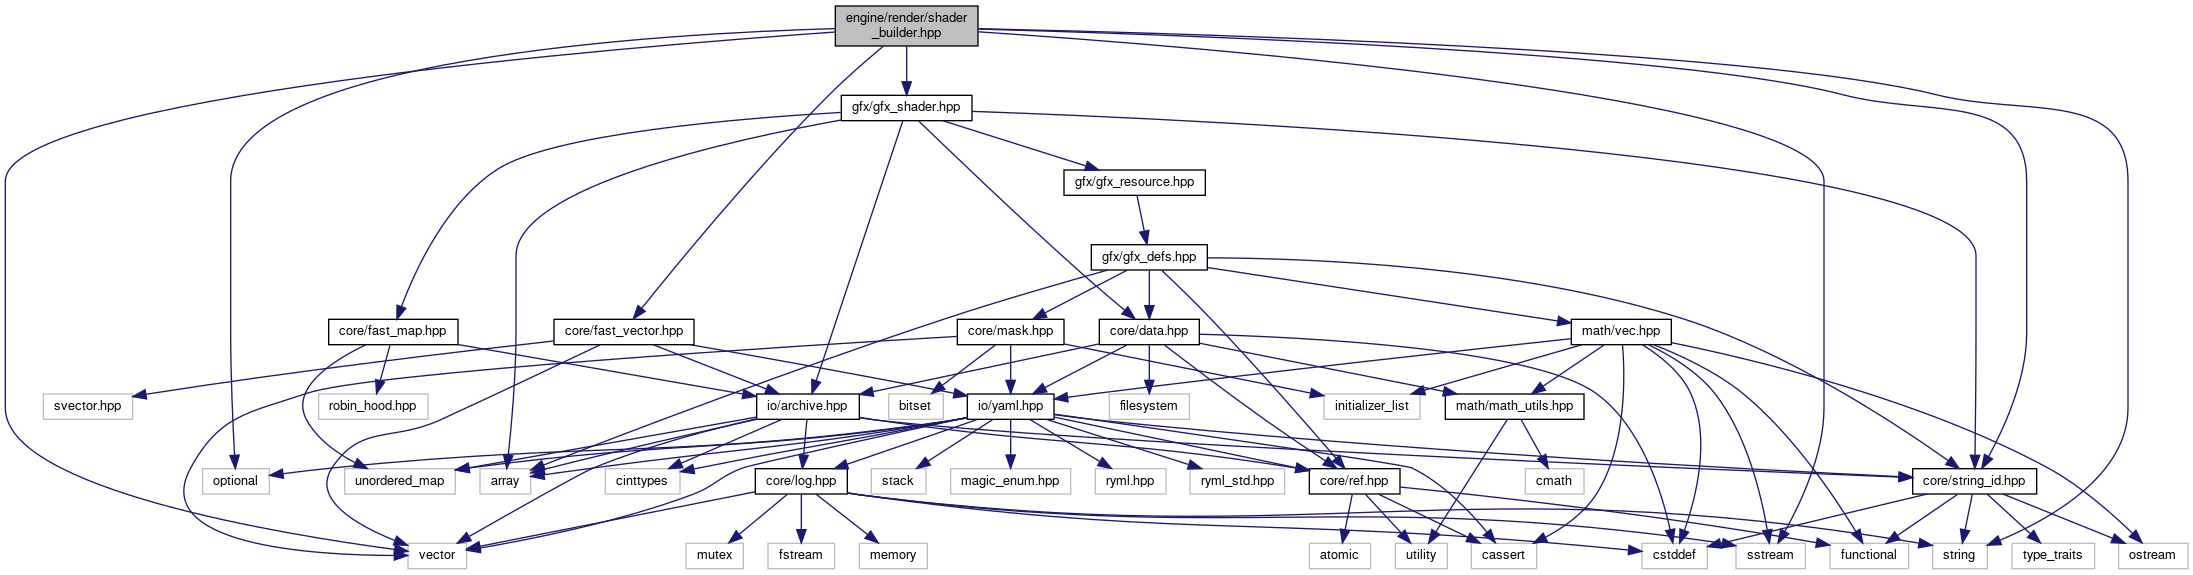 engine/render/shader
_builder.hpp
gfx/gfx_shader.hpp
gfx/gfx_resource.hpp
gfx/gfx_defs.hpp
core/fast_map.hpp
core/fast_vector.hpp
core/mask.hpp
core/data.hpp
math/vec.hpp
svector.hpp
robin_hood.hpp
io/archive.hpp
bitset
io/yaml.hpp
filesystem
initializer_list
math/math_utils.hpp
optional
unordered_map
array
cinttypes
core/log.hpp
stack
magic_enum.hpp
ryml.hpp
ryml_std.hpp
core/ref.hpp
cmath
core/string_id.hpp
vector
mutex
fstream
memory
atomic
utility
cassert
cstddef
sstream
functional
string
type_traits
ostream